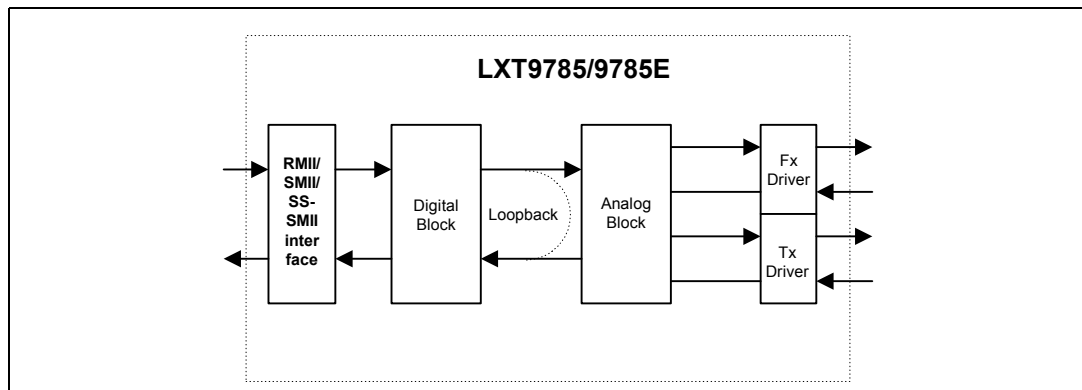 LXT9785/9785E
RMII/
SMII/
SS-
SMII
inter
face
Digital
Block
Loopback
Analog
Block
Fx
Driver
Tx
Driver